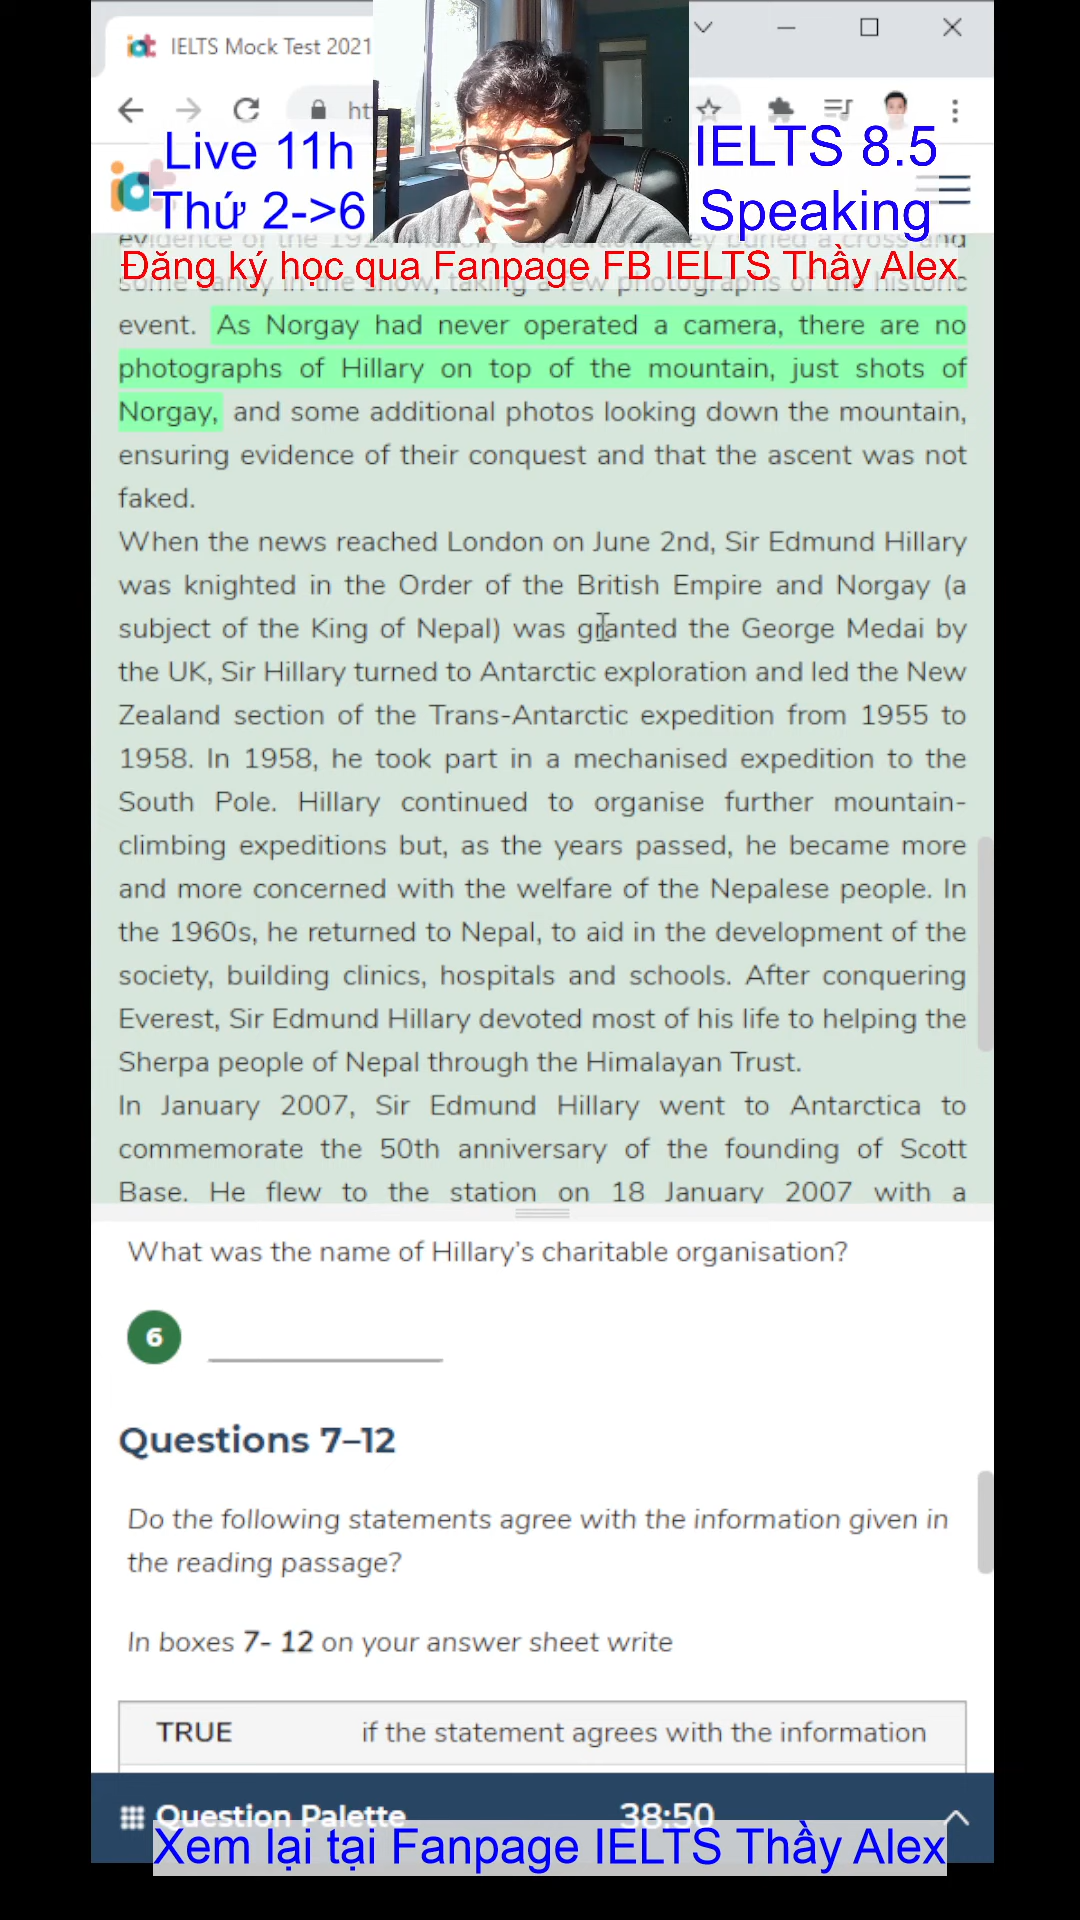 IELTS Mock Test 2021
Live 11h
Thứ 2->6
IELTS 8.5
Speaking
Đăng ký học qua Fanpage FB IELTS Thầy Alex
event. As Norgay had never operated a camera, there are no
photographs of Hillary on top of the mountain, just shots of
Norgay, and some additional photos looking down the mountain,
ensuring evidence of their conquest and that the ascent was not
faked.
When the news reached London on June 2nd, Sir Edmund Hillary
was knighted in the Order of the British Empire and Norgay (a
subject of the King of Nepal) was granted the George Medai by
the UK, Sir Hillary turned to Antarctic exploration and led the New
Zealand section of the Trans-Antarctic expedition from 1955 to
1958. In 1958, he took part in a mechanised expedition to the
South Pole. Hillary continued to organise further mountain-
climbing expeditions but, as the years passed, he became more
and more concerned with the welfare of the Nepalese people. In
the 1960s, he returned to Nepal, to aid in the development of the
society, building clinics, hospitals and schools. After conquering
Everest, Sir Edmund Hillary devoted most of his life to helping the
Sherpa people of Nepal through the Himalayan Trust.
In January 2007, Sir Edmund Hillary went to Antarctica to
commemorate the 50th anniversary of the founding of Scott
Base. He flew to the station on 18 January 2007 with a
What was the name of Hillary's charitable organisation?
6
Questions 7–12
Do the following statements agree with the information given in
the reading passage?
In boxes 7- 12 on your answer sheet write
TRUE if the statement agrees with the information
Question Palette 38:50
Xem lại tại Fanpage IELTS Thầy Alex